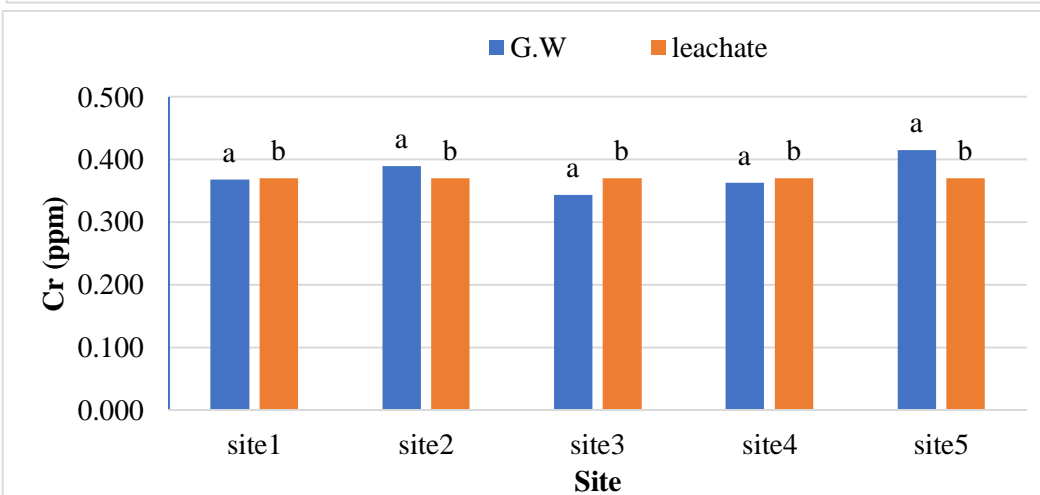 G.W leachate
Cr (ppm)
0.500
0.400
0.300
0.200
0.100
0.000
a b a b a b a b a b
site1 site2 site3 site4 site5
Site